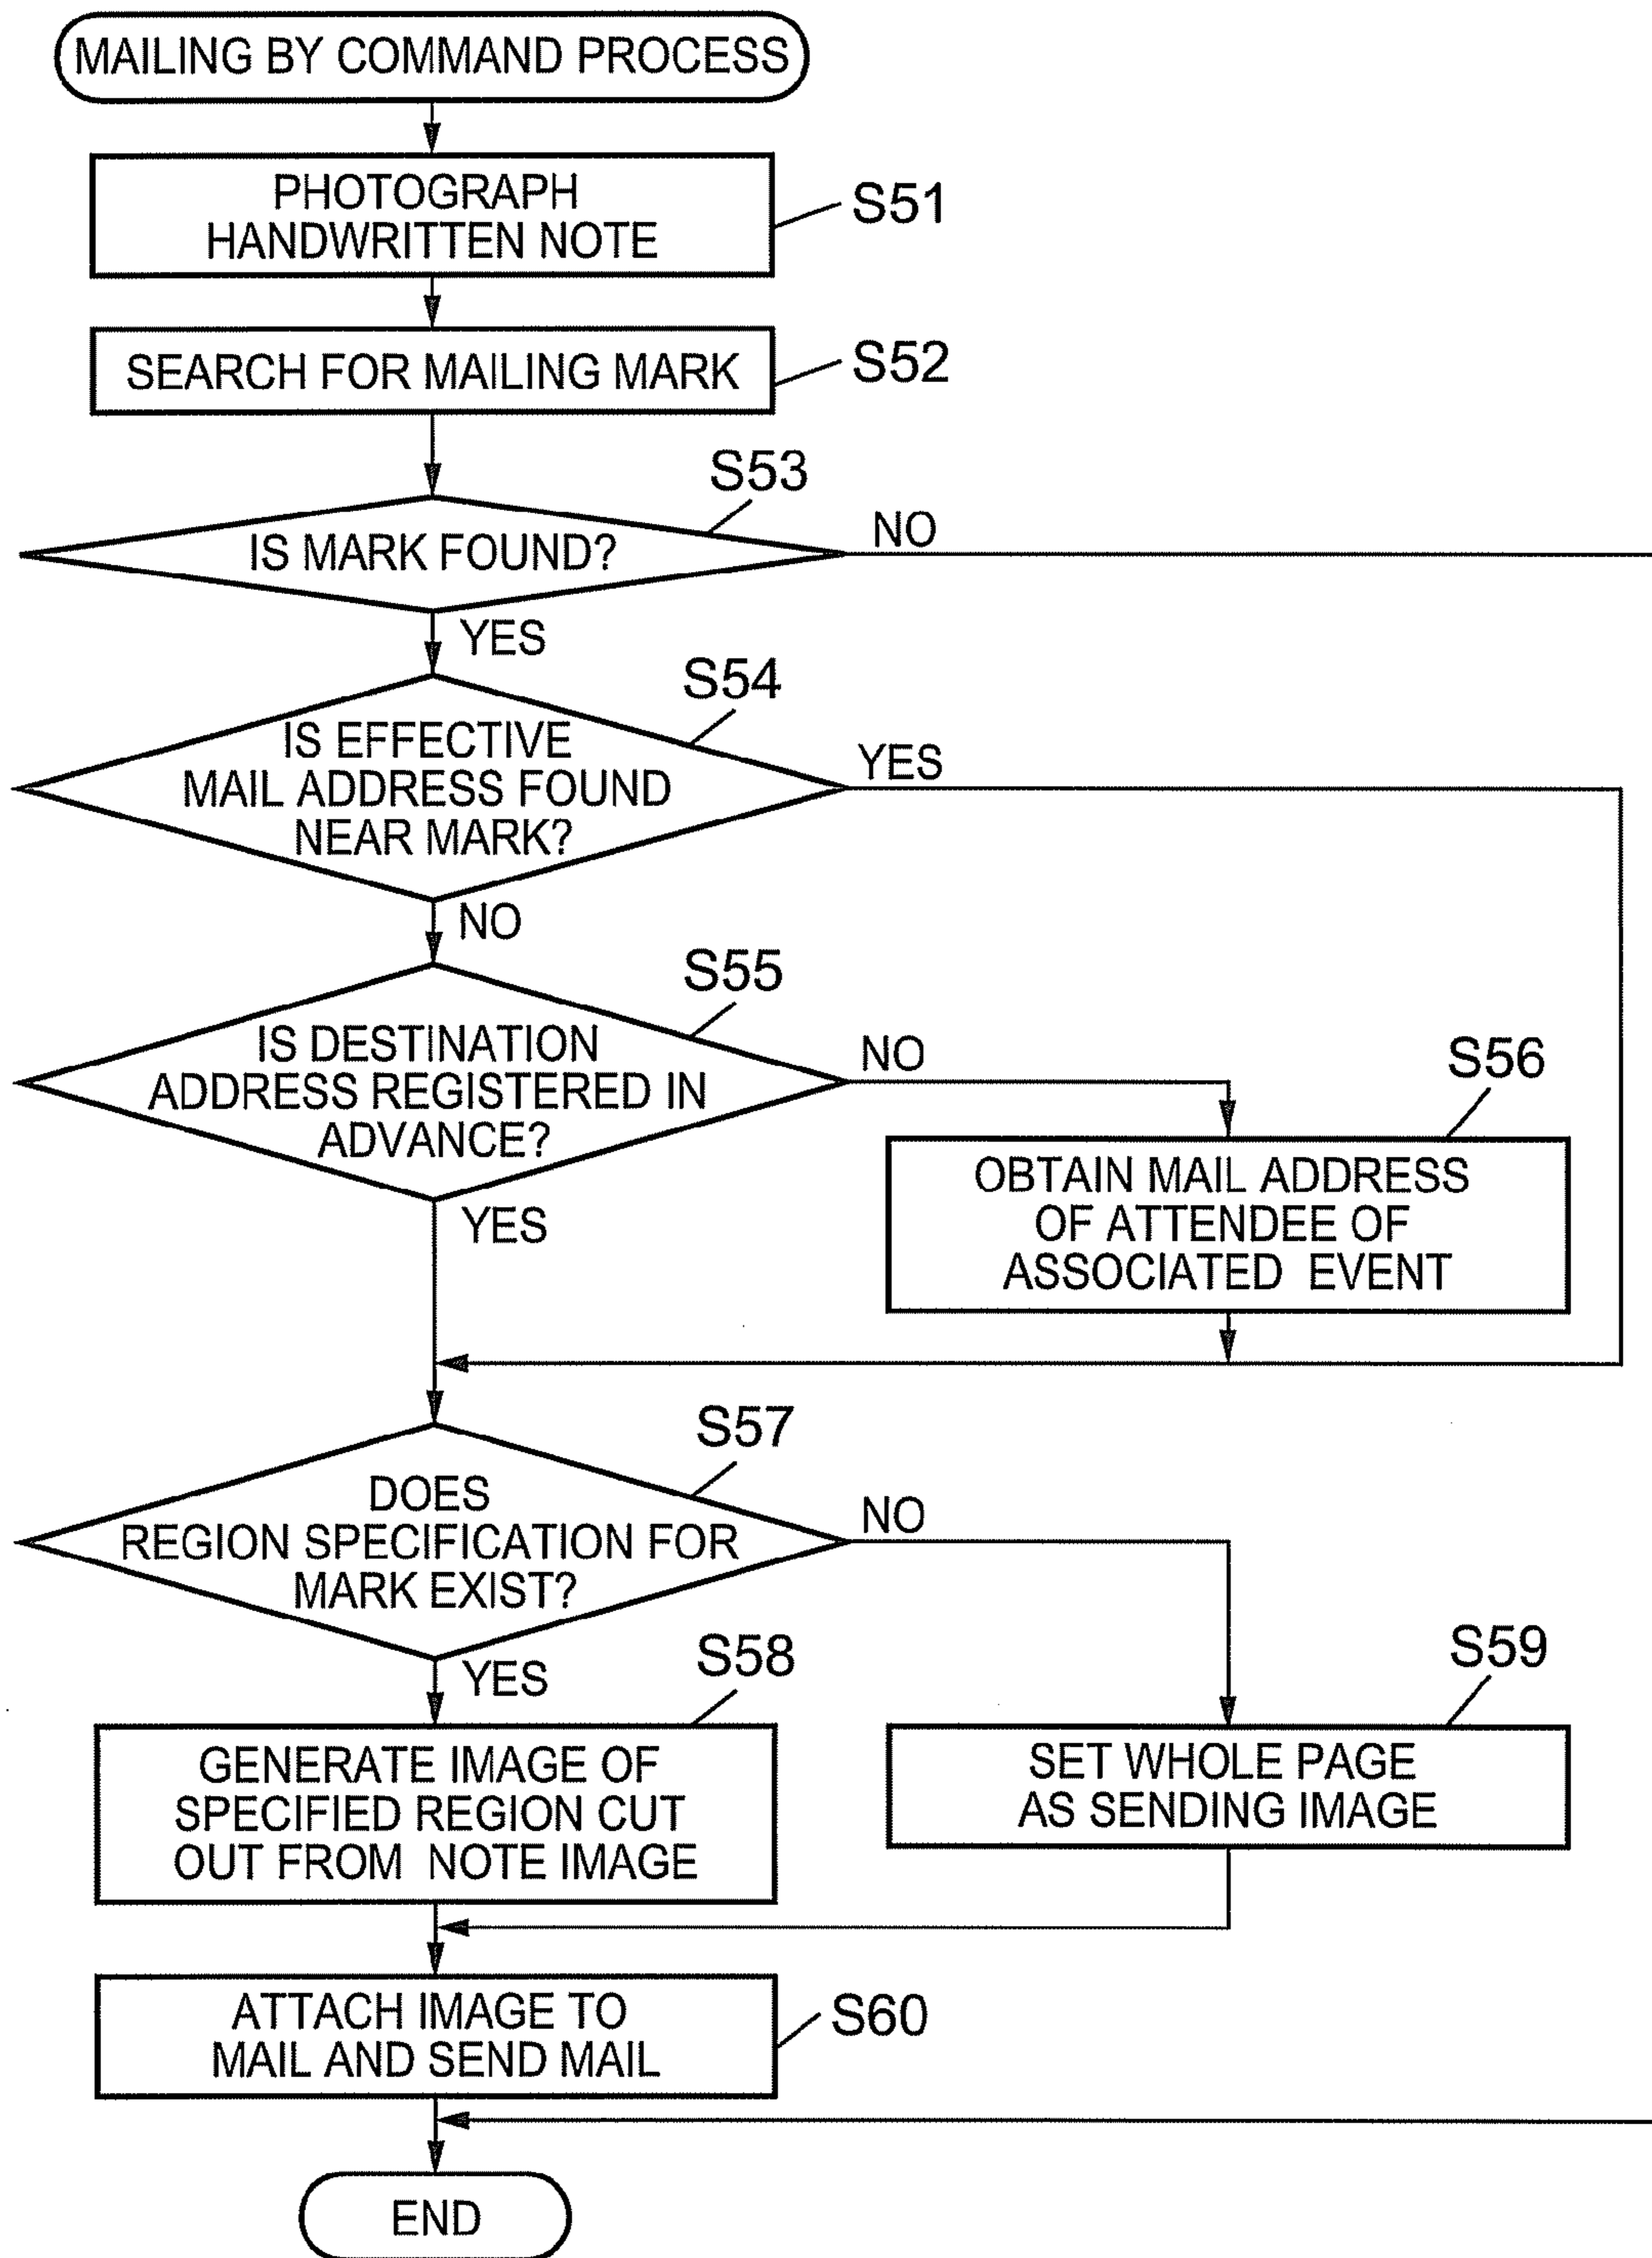 MAILING BY COMMAND PROCESS
PHOTOGRAPH
HANDWRITTEN NOTE
S51
SEARCH FOR MAILING MARK
S52
S53
IS MARK FOUND?
NO
YES
S54
IS EFFECTIVE
MAIL ADDRESS FOUND
NEAR MARK?
YES
NO
S55
IS DESTINATION
ADDRESS REGISTERED IN
ADVANCE?
NO
YES
S56
OBTAIN MAIL ADDRESS
OF ATTENDEE OF
ASSOCIATED EVENT
S57
DOES
REGION SPECIFICATION FOR
MARK EXIST?
NO
YES
S58
GENERATE IMAGE OF
SPECIFIED REGION CUT
OUT FROM NOTE IMAGE
S59
SET WHOLE PAGE
AS SENDING IMAGE
ATTACH IMAGE TO
MAIL AND SEND MAIL
S60
END